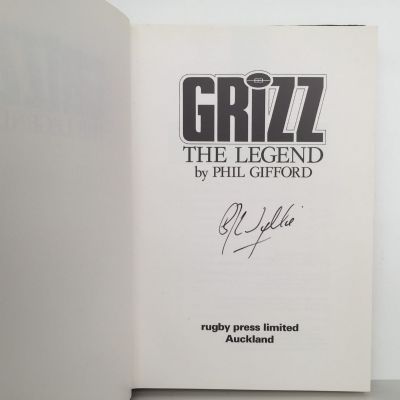 GRIZZ
THE LEGEND
by PHIL GIFFORD
rugby press limited
Auckland